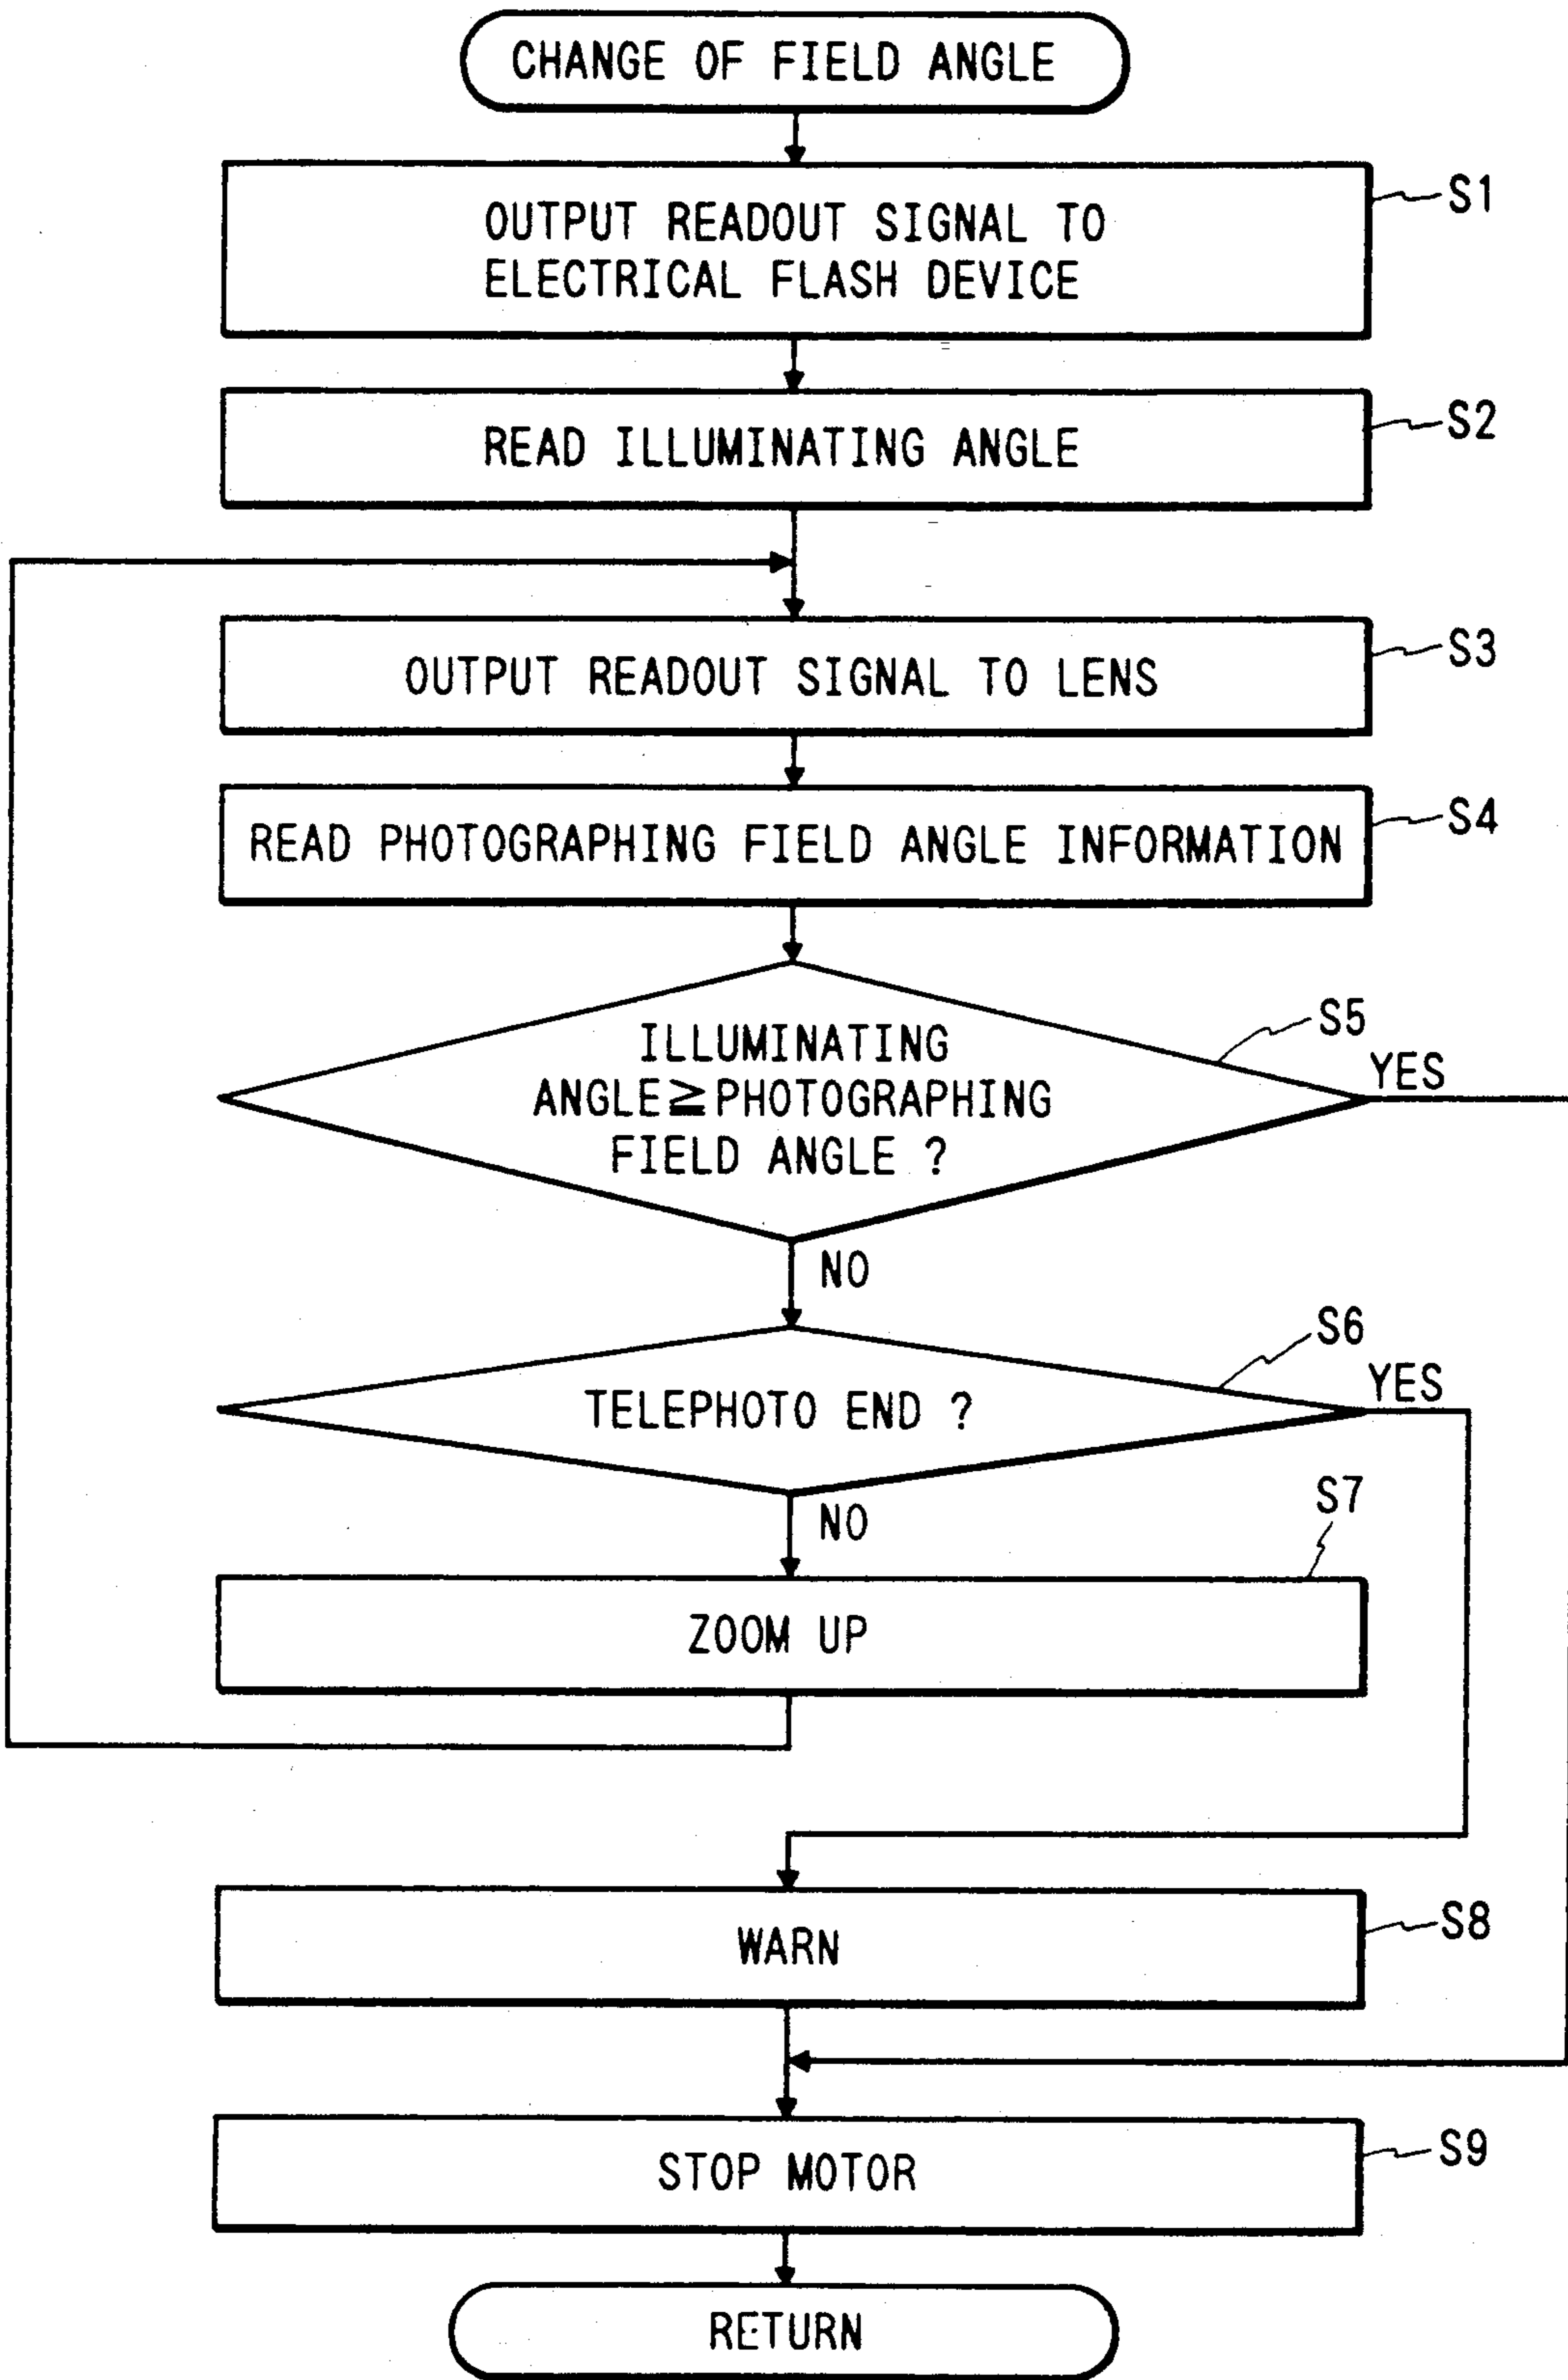 CHANGE OF FIELD ANGLE
S1
OUTPUT READOUT SIGNAL TO
ELECTRICAL FLASH DEVICE
S2
READ ILLUMINATING ANGLE
S3
OUTPUT READOUT SIGNAL TO LENS
S4
READ PHOTOGRAPHING FIELD ANGLE INFORMATION
S5
ILLUMINATING
YES
ANGLE≧PHOTOGRAPHING
FIELD ANGLE ?
NO
S6
YES
TELEPHOTO END ?
S7
NO
ZOOM UP
S8
WARN
S9
STOP MOTOR
RETURN